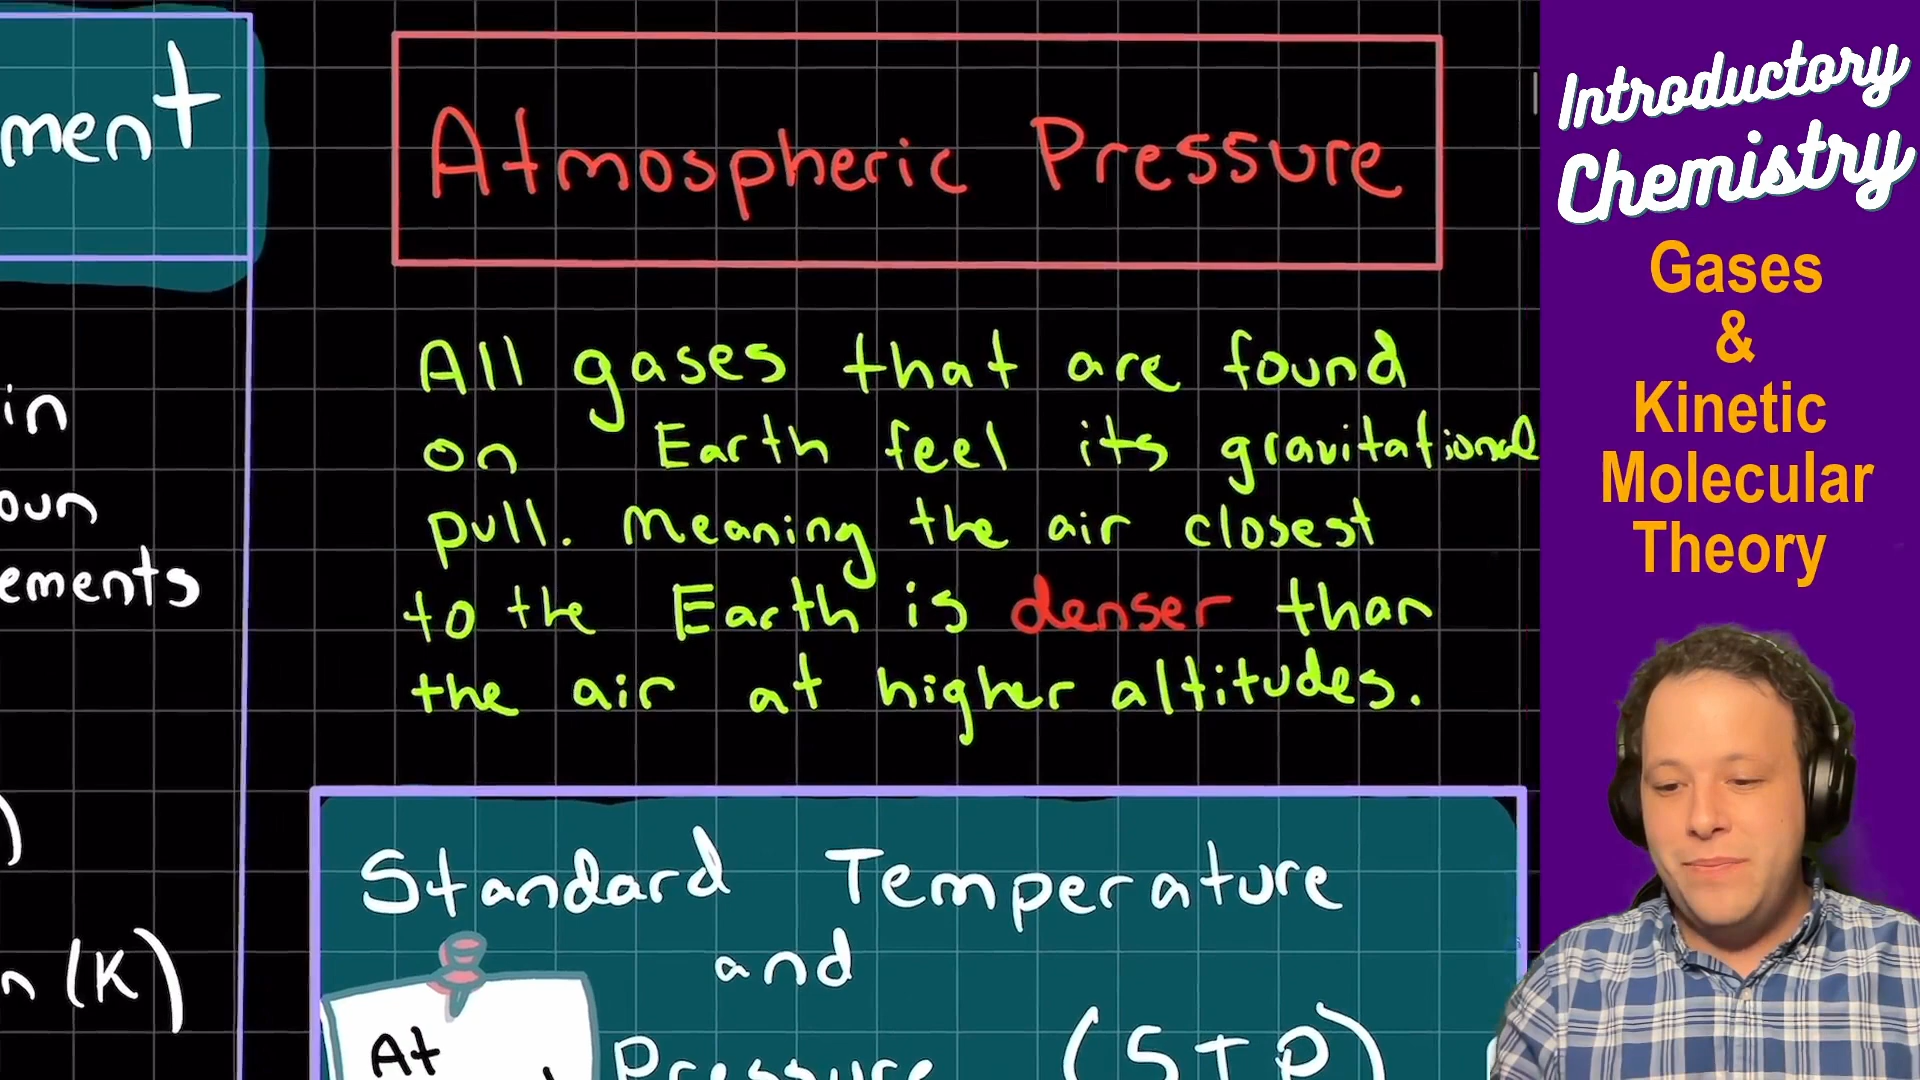 ment
in
oun
ements
)
n (K)
Atmospheric Pressure
All gases that are found
on Earth feel its gravitational
pull. Meaning the air closest
to the Earth is denser than
the air at higher altitudes.
Standard Temperature
and
Pressure (STP)
At
Introductory
Chemistry
Gases
&
Kinetic
Molecular
Theory